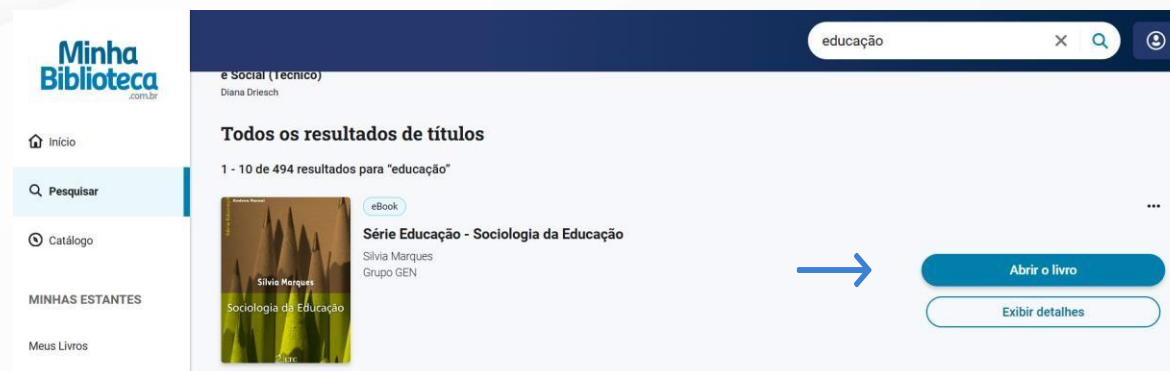 Minha
Biblioteca
.com.br
educação
e Social (Técnico)
Diana Driesch
Início
Todos os resultados de títulos
1 - 10 de 494 resultados para “educação”
Pesquisar
eBook
Série Educação - Sociologia da Educação
Catálogo
Silvia Marques
Grupo GEN
Abrir o livro
Sílvia Marques
MINHAS ESTANTES
Sociologia da Educação
Exibir detalhes
Meus Livros
LTC